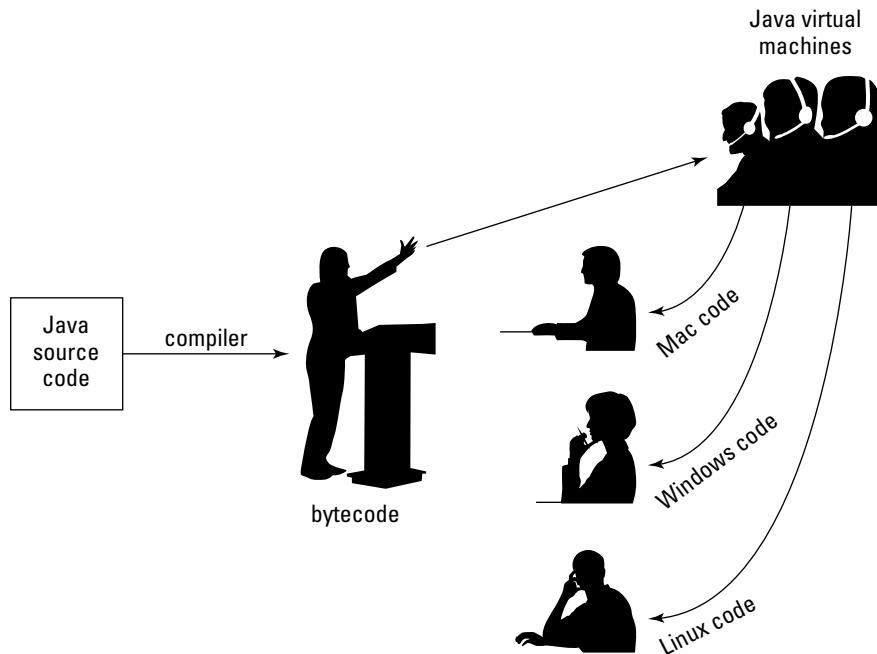 Java virtual
machines
Java
source
code
compiler
bytecode
Mac code
Windows code
Linux code